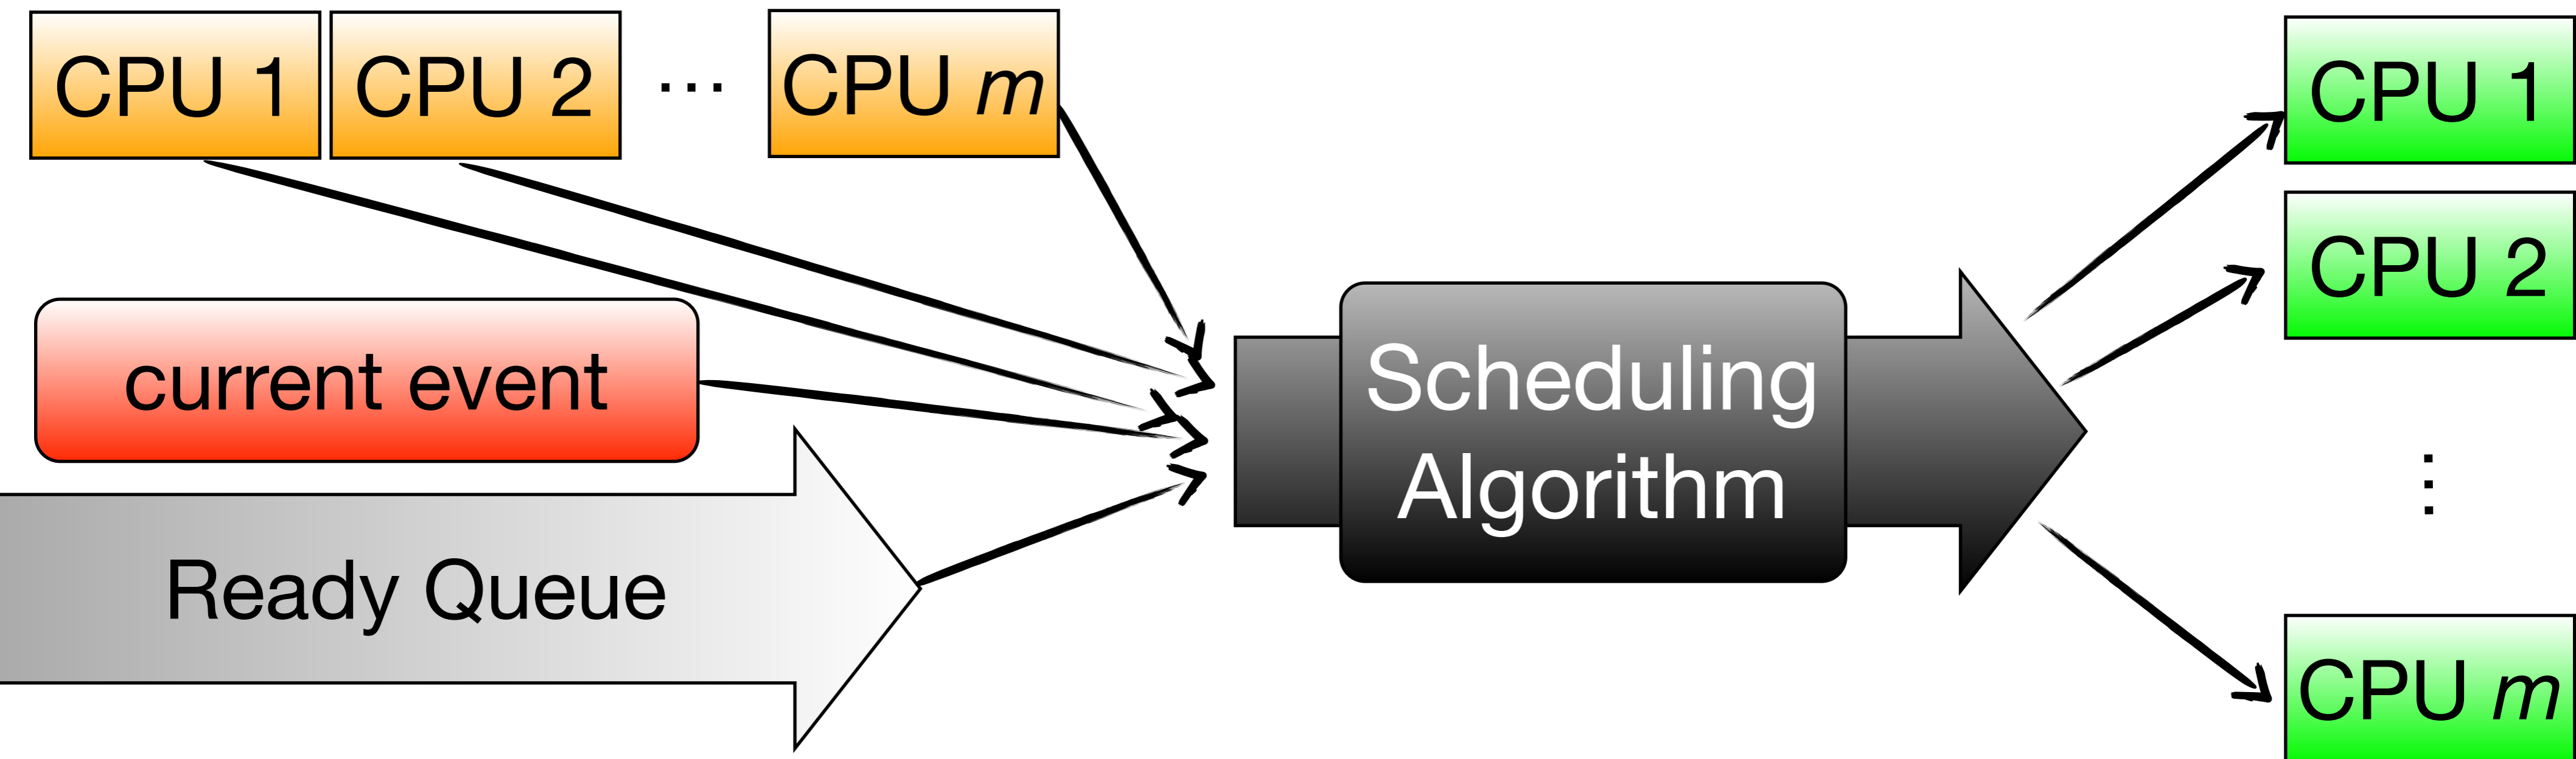 CPU 1
CPU 2
…
CPU m
current event
Ready Queue
Scheduling
Algorithm
CPU 1
CPU 2
⋮
CPU m